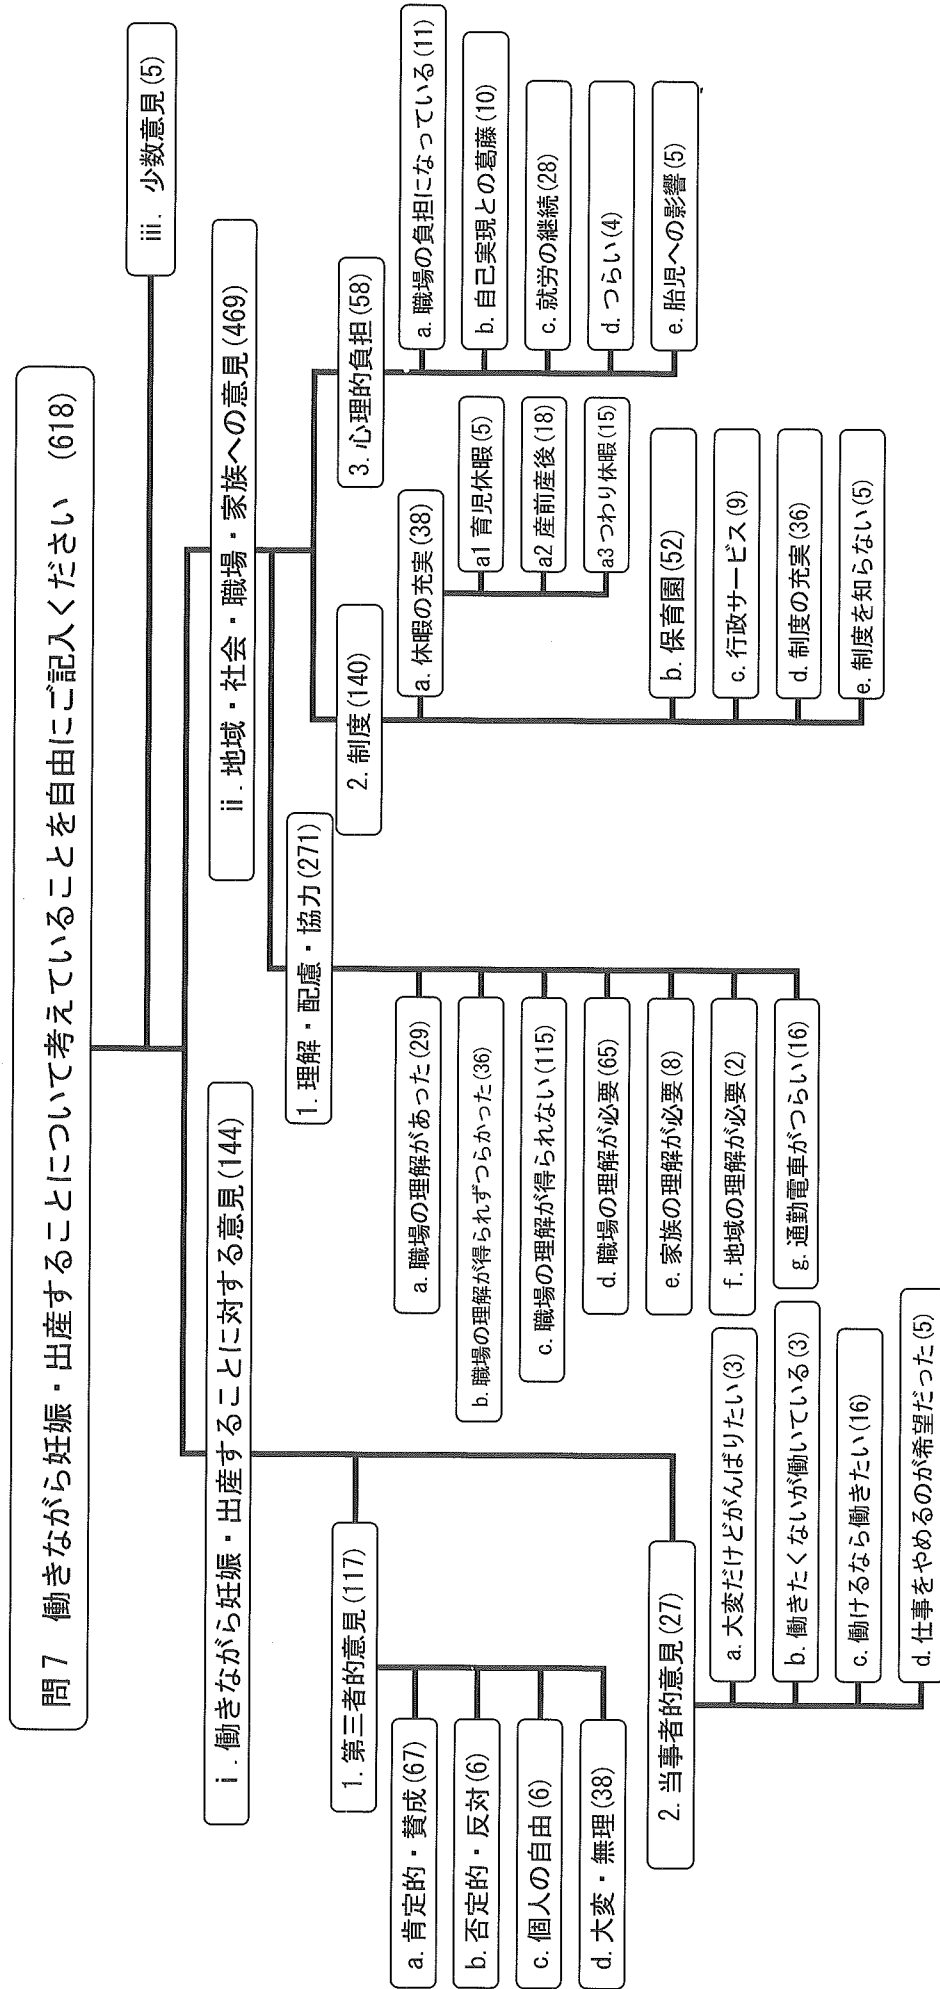 問7　働きながら妊娠・出産することについて考えていることを自由にご記入ください　(618)
ⅰ. 働きながら妊娠・出産することに対する意見(144)
1. 第三者的意見(117)
a. 肯定的・賛成(67)
b. 否定的・反対(6)
c. 個人の自由(6)
d. 大変・無理(38)
2. 当事者的意見(27)
a. 大変だけどがんばりたい(3)
b. 働きたくないが働いている(3)
c. 働けるなら働きたい(16)
d. 仕事をやめるのが希望だった(5)
ⅱ. 地域・社会・職場・家族への意見(469)
1. 理解・配慮・協力(271)
a. 職場の理解があった(29)
b. 職場の理解が得られずつらかった(36)
c. 職場の理解が得られない(115)
d. 職場の理解が必要(65)
e. 家族の理解が必要(8)
f. 地域の理解が必要(2)
g. 通勤電車がつらい(16)
2. 制度(140)
a. 休暇の充実(38)
a1 育児休暇(5)
a2 産前産後(18)
a3 つわり休暇(15)
b. 保育園(52)
c. 行政サービス(9)
d. 制度の充実(36)
e. 制度を知らない(5)
3. 心理的負担(58)
a. 職場の負担になっている(11)
b. 自己実現との葛藤(10)
c. 就労の継続(28)
d. つらい(4)
e. 胎児への影響(5)
ⅲ. 少数意見(5)